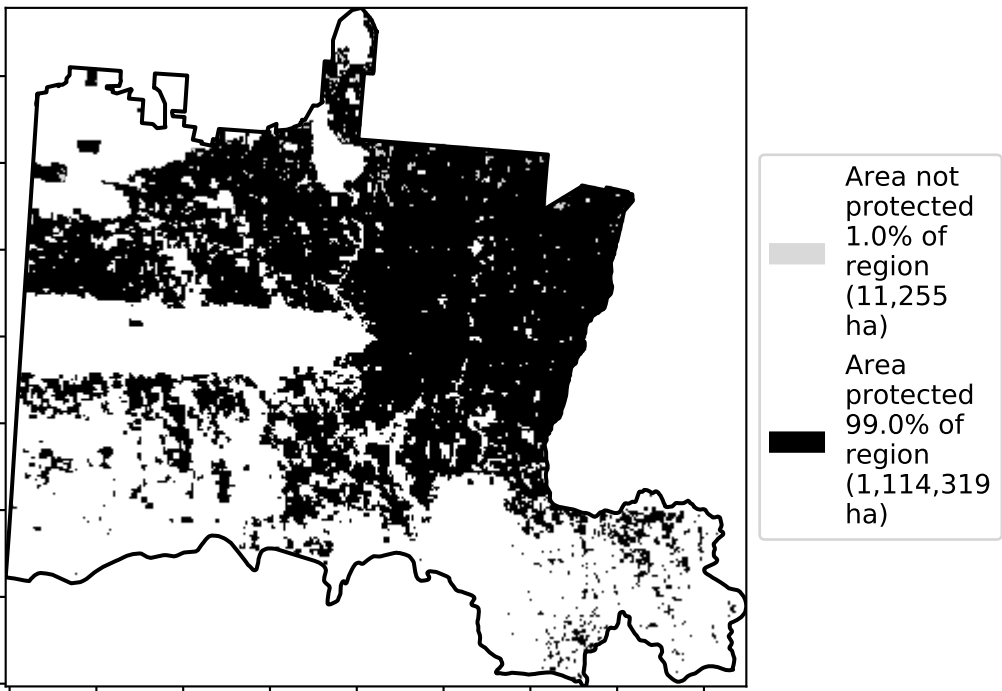 Area not
protected
1.0% of
region
(11,255
ha)
Area
protected
99.0% of
region
(1,114,319
ha)